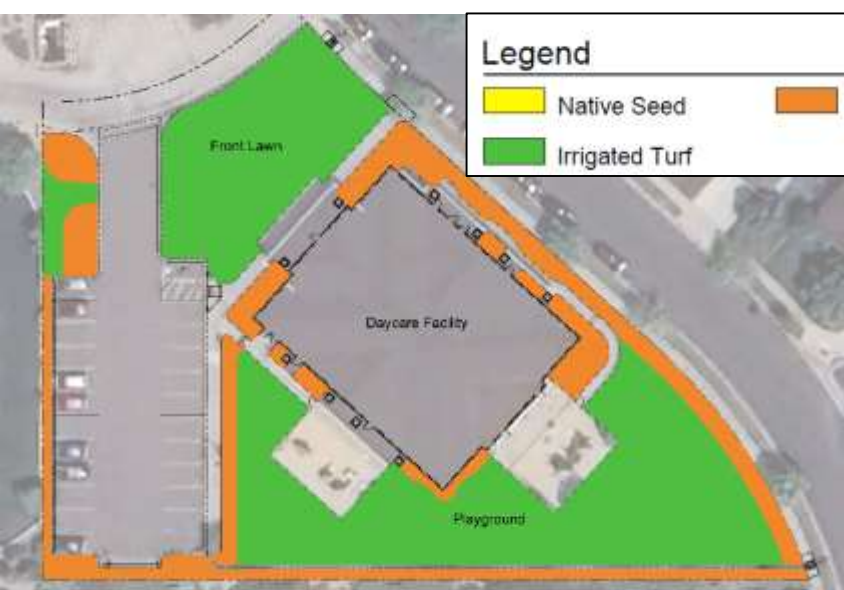 Legend
Native Seed
Irrigated Turf
Front Lawn
Daycare Facility
Playground